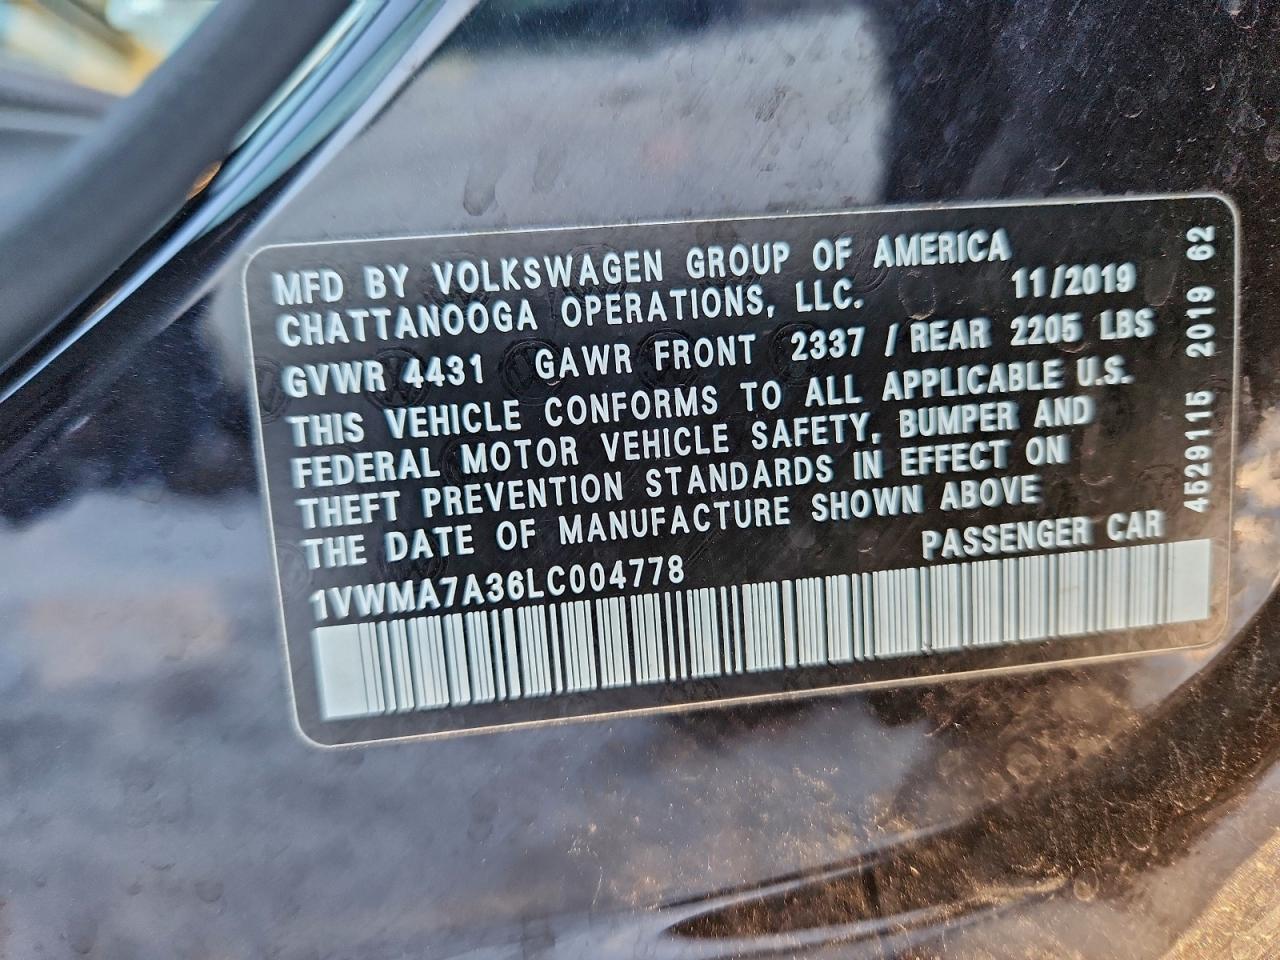 MFD BY VOLKSWAGEN GROUP OF AMERICA
CHATTANOOGA OPERATIONS, LLC. 11/2019
GVWR 4431 GAWR FRONT 2337 / REAR 2205 LBS
THIS VEHICLE CONFORMS TO ALL APPLICABLE U.S.
FEDERAL MOTOR VEHICLE SAFETY, BUMPER AND
THEFT PREVENTION STANDARDS IN EFFECT ON
THE DATE OF MANUFACTURE SHOWN ABOVE
1VWMA7A36LC004778 PASSENGER CAR
4529115 2019 62